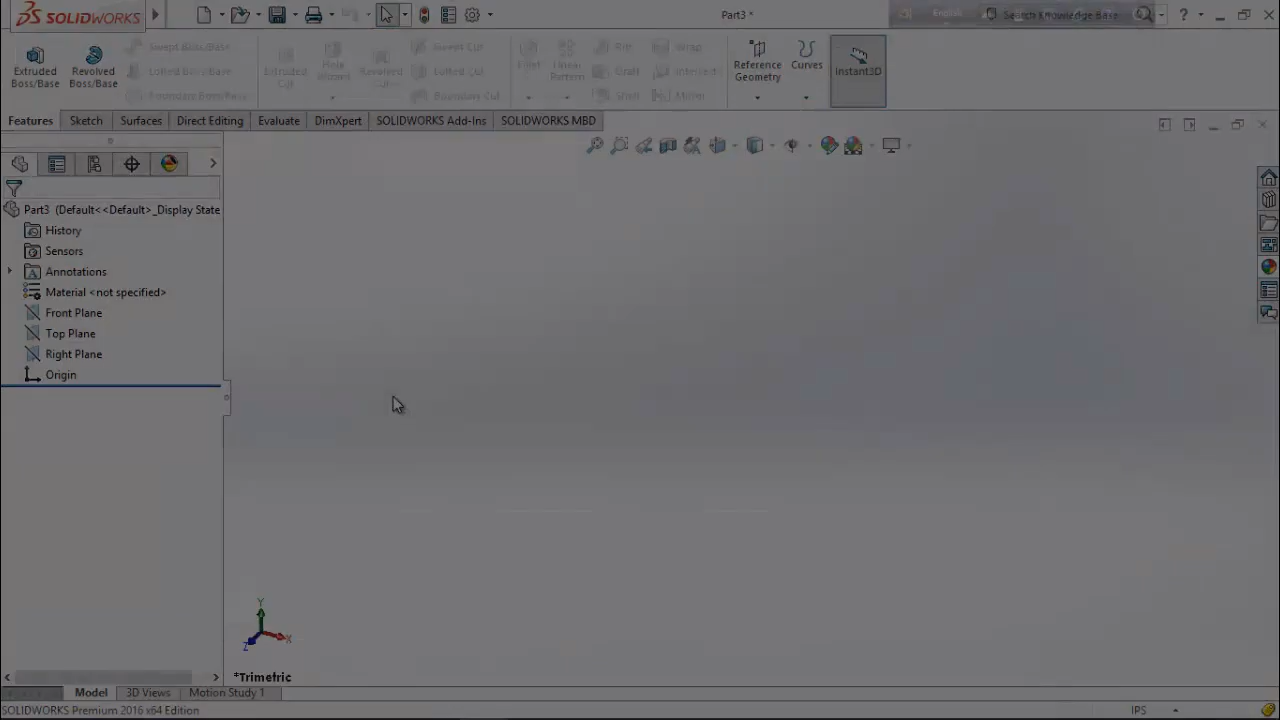 SOLIDWORKS
Part3 *
English
Search Knowledge Base
?
Extruded
Boss/Base
Revolved
Boss/Base
Swept Boss/Base
Lofted Boss/Base
Boundary Boss/Base
Extruded
Cut
Hole
Wizard
Revolved
Cut
Swept Cut
Lofted Cut
Boundary Cut
Fillet
Linear
Pattern
Rib
Draft
Shell
Wrap
Intersect
Mirror
Reference
Geometry
Curves
Instant3D
Features
Sketch
Surfaces
Direct Editing
Evaluate
DimXpert
SOLIDWORKS Add-Ins
SOLIDWORKS MBD
Part3 (Default<<Default>_Display State
History
Sensors
A Annotations
Material <not specified>
Front Plane
Top Plane
Right Plane
Origin
Y
X
Z
*Trimetric
Model
3D Views
Motion Study 1
SOLIDWORKS Premium 2016 x64 Edition
IPS